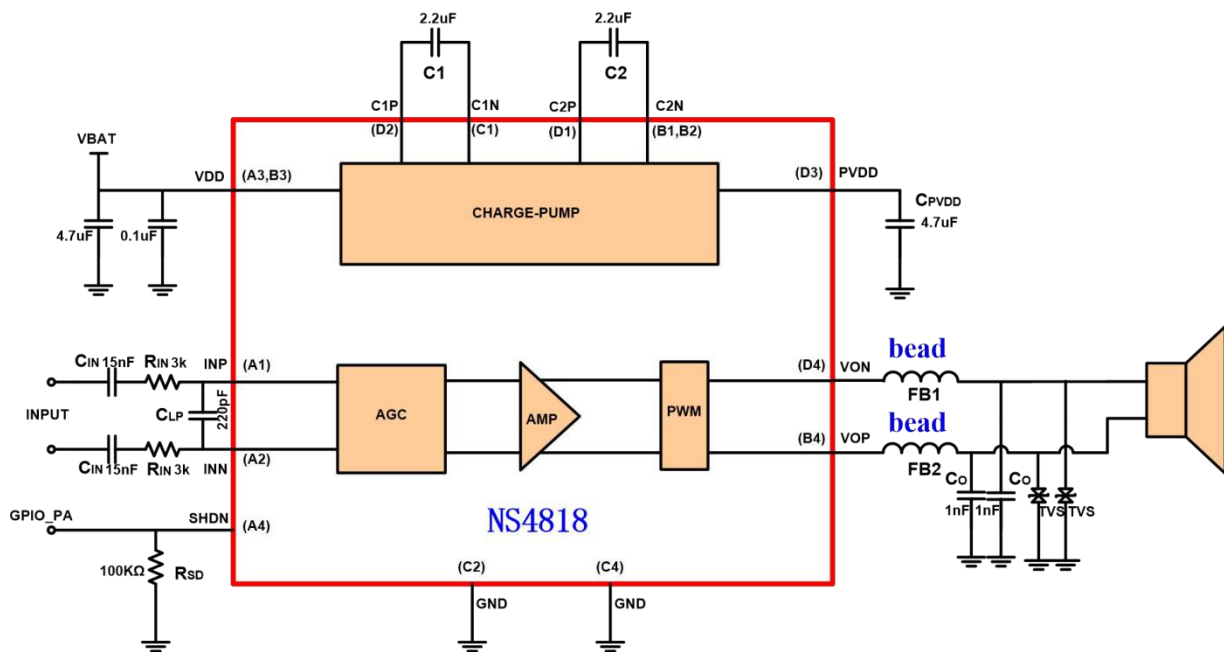 2.2uF 2.2uF
C1 C2
C1P C1N C2P C2N
(D2) (C1) (D1) (B1,B2)
VBAT
VDD (A3,B3) (D3) PVDD
CHARGE-PUMP
CPVDD
4.7uF
4.7uF 0.1uF
bead
CIN 15nF RIN 3k INP (A1) (D4) VON
FB1
INPUT CLP 220pF AGC AMP PWM
bead
(B4) VOP
CIN 15nF RIN 3k INN (A2)
FB2
CO CO
1nF 1nF TVS TVS
GPIO_PA SHDN (A4)
NS4818
100KΩ RSD
(C2) (C4)
GND GND